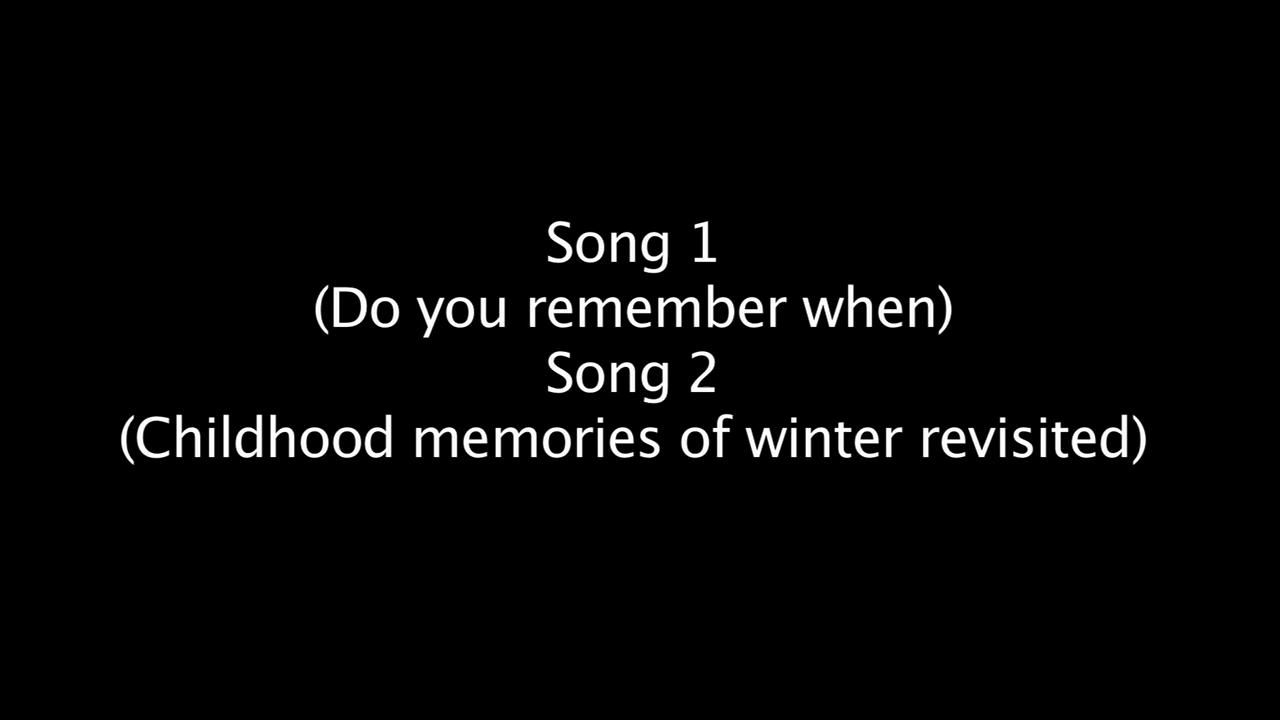 Song 1
(Do you remember when)
Song 2
(Childhood memories of winter revisited)